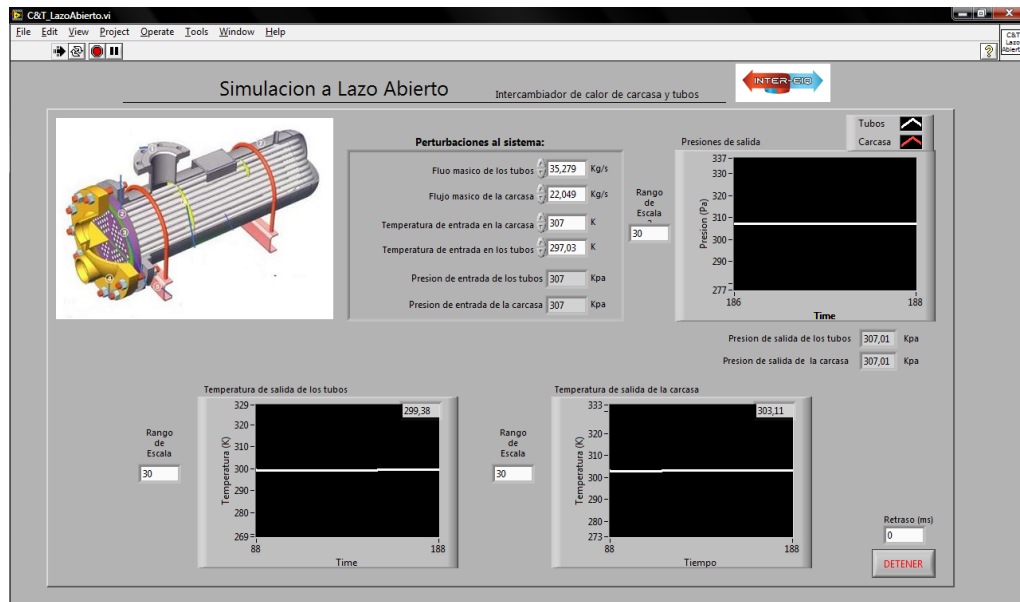 C&T_LazoAbierto.vi
File Edit View Project Operate Tools Window Help
C&T
Lazo
Abiert
Simulacion a Lazo Abierto
Intercambiador de calor de carcasa y tubos
INTER-CIO
Perturbaciones al sistema:
Fluo masico de los tubos 35,279 Kg/s
Flujo masico de la carcasa 22,049 Kg/s
Temperatura de entrada en la carcasa 307 K
Temperatura de entrada en los tubos 297,03 K
Presion de entrada de los tubos 307 Kpa
Presion de entrada de la carcasa 307 Kpa
Rango
de
Escala
30
Presiones de salida
Tubos
Carcasa
Presion (Pa)
337
330
320
310
300
290
277
186 188
Time
Presion de salida de los tubos 307,01 Kpa
Presion de salida de la carcasa 307,01 Kpa
Rango
de
Escala
30
Temperatura de salida de los tubos
299,38
Temperatura (K)
329
320
310
300
290
280
269
88 188
Time
Rango
de
Escala
30
Temperatura de salida de la carcasa
303,11
Temperatura (K)
333
320
310
300
290
280
273
88 188
Tiempo
Retraso (ms)
0
DETENER